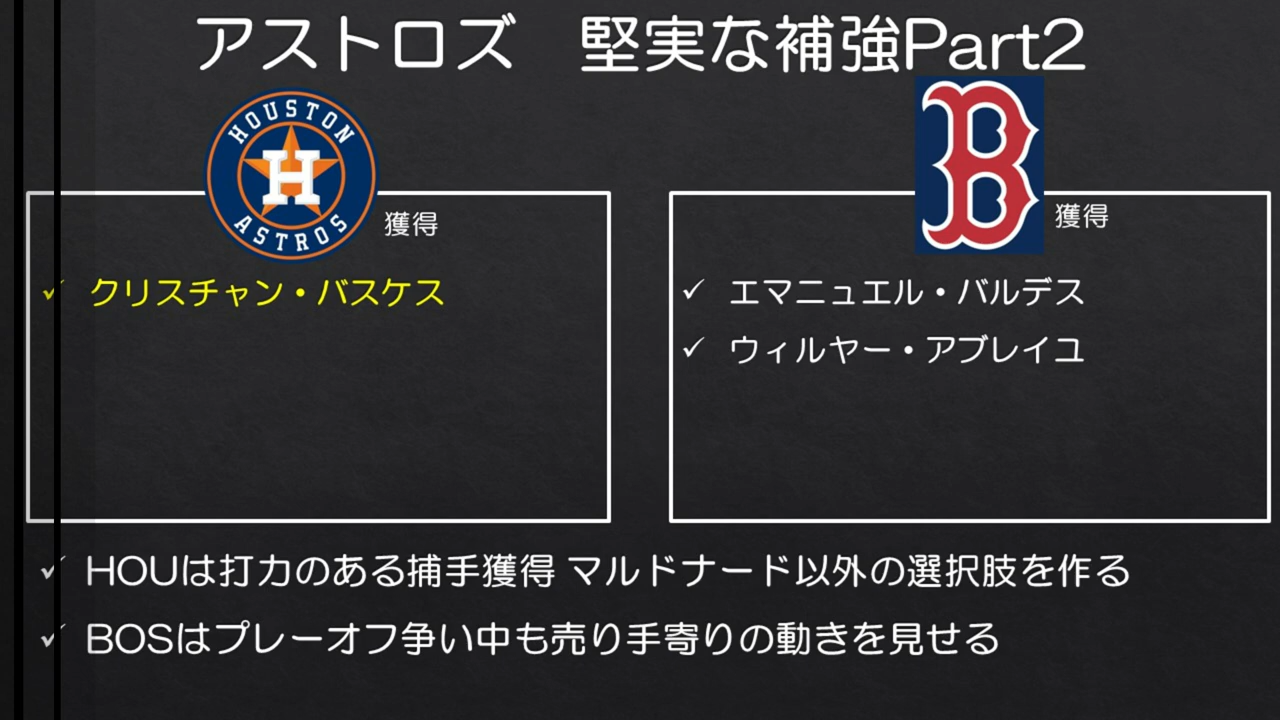 アストロズ　堅実な補強Part2
HOUSTON
H
ASTROS
獲得
クリスチャン・バスケス
B
獲得
エマニュエル・バルデス
ウィルヤー・アブレイユ
HOUは打力のある捕手獲得 マルドナード以外の選択肢を作る
BOSはプレーオフ争い中も売り手寄りの動きを見せる